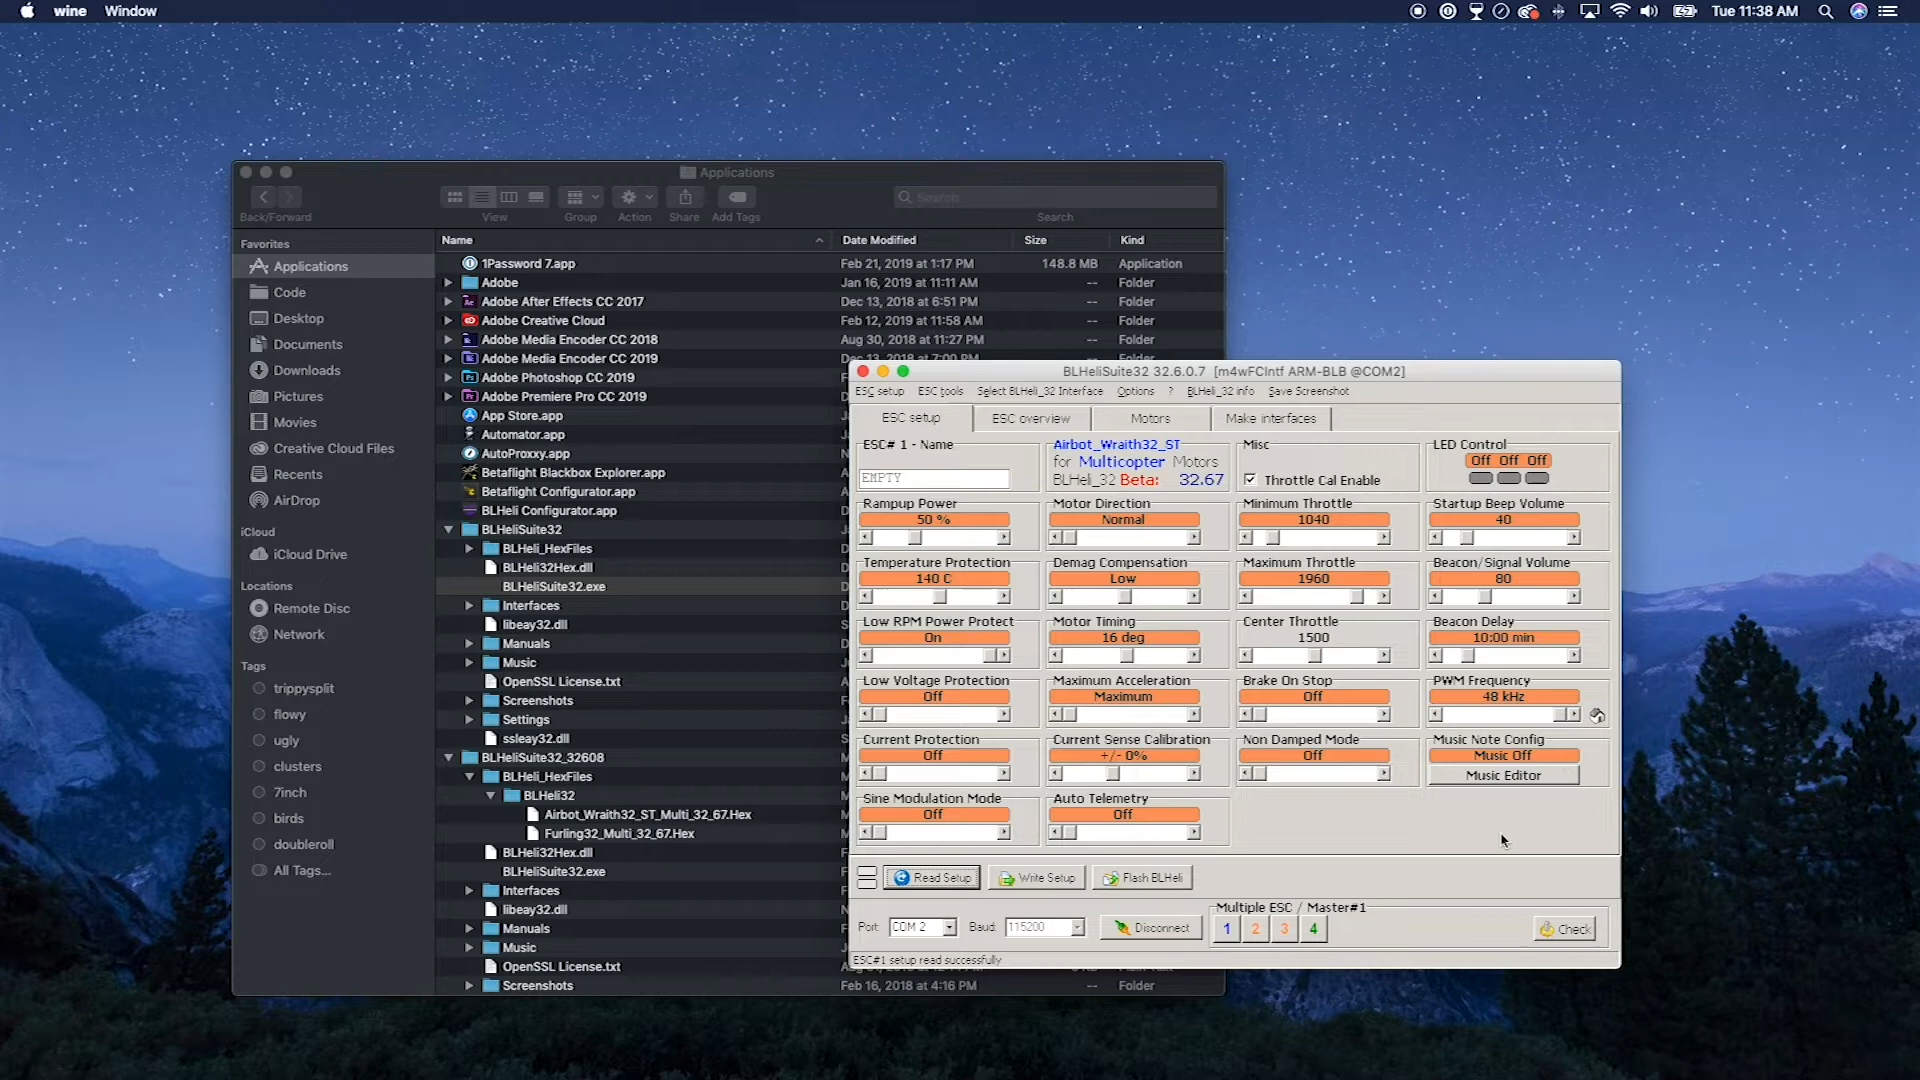 wine Window
Tue 11:38 AM
Applications
Search
Back/Forward View Group Action Share Add Tags Search
Favorites
Applications
Code
Desktop
Documents
Downloads
Pictures
Movies
Creative Cloud Files
Recents
AirDrop
iCloud
iCloud Drive
Locations
Remote Disc
Network
Tags
trippysplit
flowy
ugly
clusters
7inch
birds
doubleroll
All Tags...
Name Date Modified Size Kind
1Password 7.app Feb 21, 2019 at 1:17 PM 148.8 MB Application
Adobe Jan 16, 2019 at 11:11 AM -- Folder
Adobe After Effects CC 2017 Dec 13, 2018 at 6:51 PM -- Folder
Adobe Creative Cloud Feb 12, 2019 at 11:58 AM -- Folder
Adobe Media Encoder CC 2018 Aug 30, 2018 at 11:27 PM -- Folder
Adobe Media Encoder CC 2019 Dec 13, 2018 at 7:00 PM -- Folder
Adobe Photoshop CC 2019
Adobe Premiere Pro CC 2019
App Store.app
Automator.app
AutoProxxy.app
Betaflight Blackbox Explorer.app
Betaflight Configurator.app
BLHeli Configurator.app
BLHeliSuite32
BLHeli_HexFiles
BLHeli32Hex.dll
BLHeliSuite32.exe
Interfaces
libeay32.dll
Manuals
Music
OpenSSL License.txt
Screenshots
Settings
ssleay32.dll
BLHeliSuite32_32608
BLHeli_HexFiles
BLHeli32
Airbot_Wraith32_ST_Multi_32_67.Hex
Furling32_Multi_32_67.Hex
BLHeli32Hex.dll
BLHeliSuite32.exe
Interfaces
libeay32.dll
Manuals
Music
OpenSSL License.txt
Screenshots Feb 16, 2018 at 4:16 PM -- Folder
BLHeliSuite32 32.6.0.7 [m4wFCIntf ARM-BLB @COM2]
ESC setup ESC tools Select BLHeli_32 Interface Options ? BLHeli_32 info Save Screenshot
ESC setup ESC overview Motors Make interfaces
ESC# 1 - Name
EMPTY
Airbot_Wraith32_ST
for Multicopter Motors
BLHeli_32 Beta: 32.67
Misc
Throttle Cal Enable
LED Control
Off Off Off
Rampup Power Motor Direction Minimum Throttle Startup Beep Volume
50 % Normal 1040 40
Temperature Protection Demag Compensation Maximum Throttle Beacon/Signal Volume
140 C Low 1960 80
Low RPM Power Protect Motor Timing Center Throttle Beacon Delay
On 16 deg 1500 10:00 min
Low Voltage Protection Maximum Acceleration Brake On Stop PWM Frequency
Off Maximum Off 48 kHz
Current Protection Current Sense Calibration Non Damped Mode Music Note Config
Off +/- 0% Off Music Off
Music Editor
Sine Modulation Mode Auto Telemetry
Off Off
Read Setup Write Setup Flash BLHeli
Multiple ESC / Master#1
Port: COM 2 Baud: 115200 Disconnect 1 2 3 4 Check
ESC#1 setup read successfully